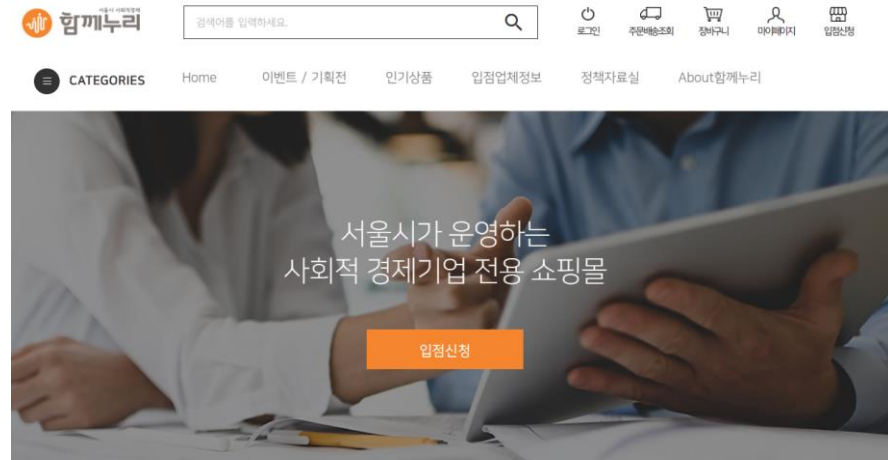 서울시 사회적경제
함께누리
검색어를 입력하세요.
로그인
주문배송조회
장바구니
마이페이지
입점신청
CATEGORIES
Home
이벤트 / 기획전
인기상품
입점업체정보
정책자료실
About함께누리
서울시가 운영하는
사회적 경제기업 전용 쇼핑몰
입점신청